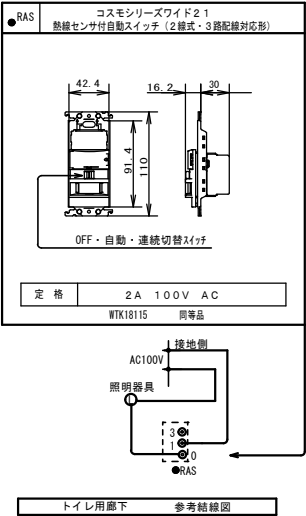 ●RAS
コスモシリーズワイド21
熱線センサ付自動スイッチ（2線式・3路配線対応形）
42.4
16.2
30
91.4
110
OFF・自動・連続切替スイッチ
定 格
2A 100V AC
WTK18115 同等品
接地側
AC100V
照明器具
3
1
0
●RAS
トイレ用廊下 参考結線図